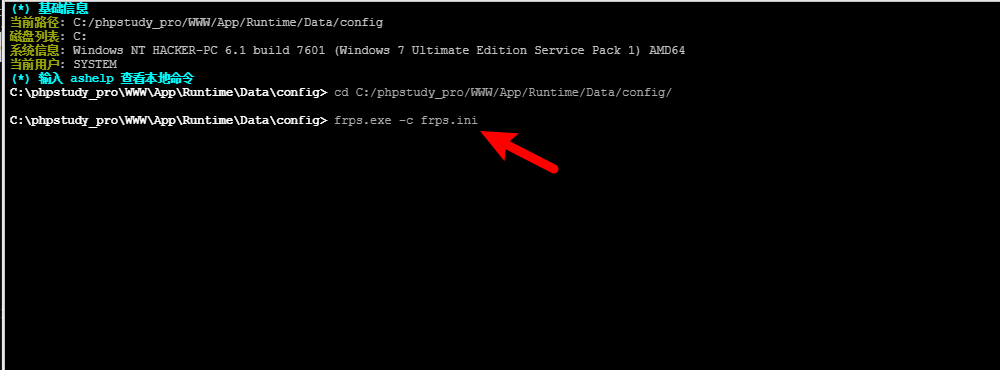 (*) 基础信息
当前路径: C:/phpstudy_pro/WWW/App/Runtime/Data/config
磁盘列表: C:
系统信息: Windows NT HACKER-PC 6.1 build 7601 (Windows 7 Ultimate Edition Service Pack 1) AMD64
当前用户: SYSTEM
(*) 输入 ashelp 查看本地命令
C:\phpstudy_pro\WWW\App\Runtime\Data\config> cd C:/phpstudy_pro/WWW/App/Runtime/Data/config/
C:\phpstudy_pro\WWW\App\Runtime\Data\config> frps.exe -c frps.ini